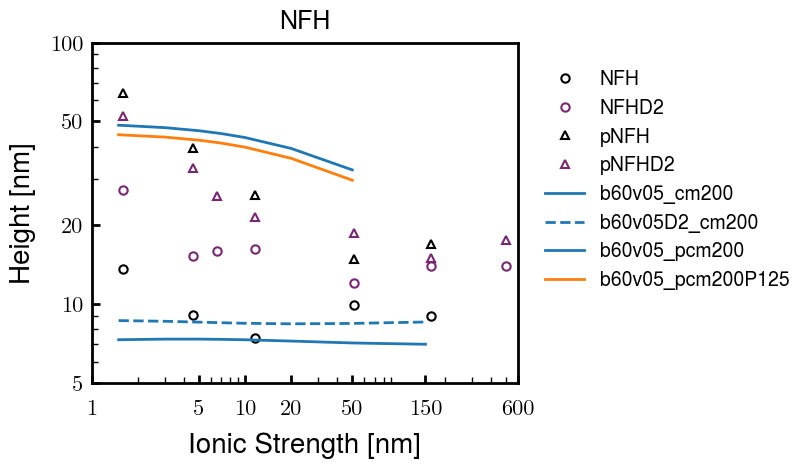 NFH
100
50
20
10
5
Height [nm]
1
5
10
20
50
150
600
Ionic Strength [nm]
NFH
NFHD2
pNFH
pNFHD2
b60v05_cm200
b60v05D2_cm200
b60v05_pcm200
b60v05_pcm200P125